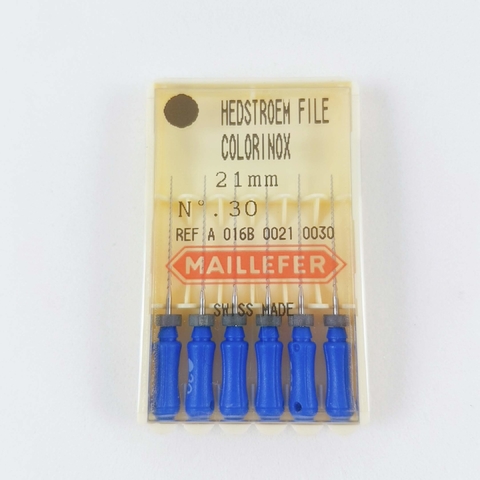 HEDSTROEM FILE
COLORINOX
21mm
N°.30
REF A 016B 0021 0030
MAILLEFER
SWISS MADE